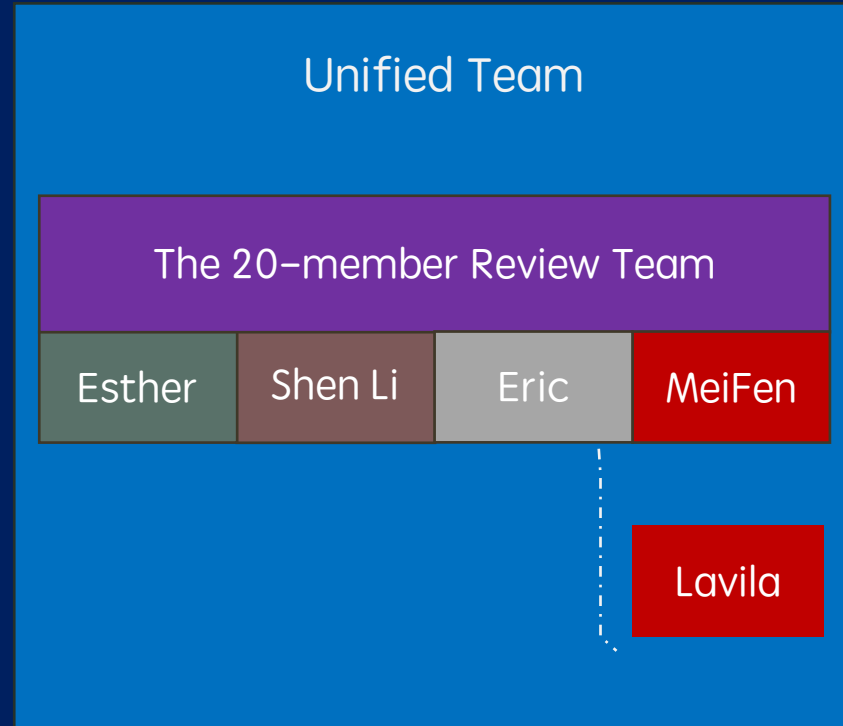 Unified Team
The 20-member Review Team
Esther
Shen Li
Eric
MeiFen
Lavila